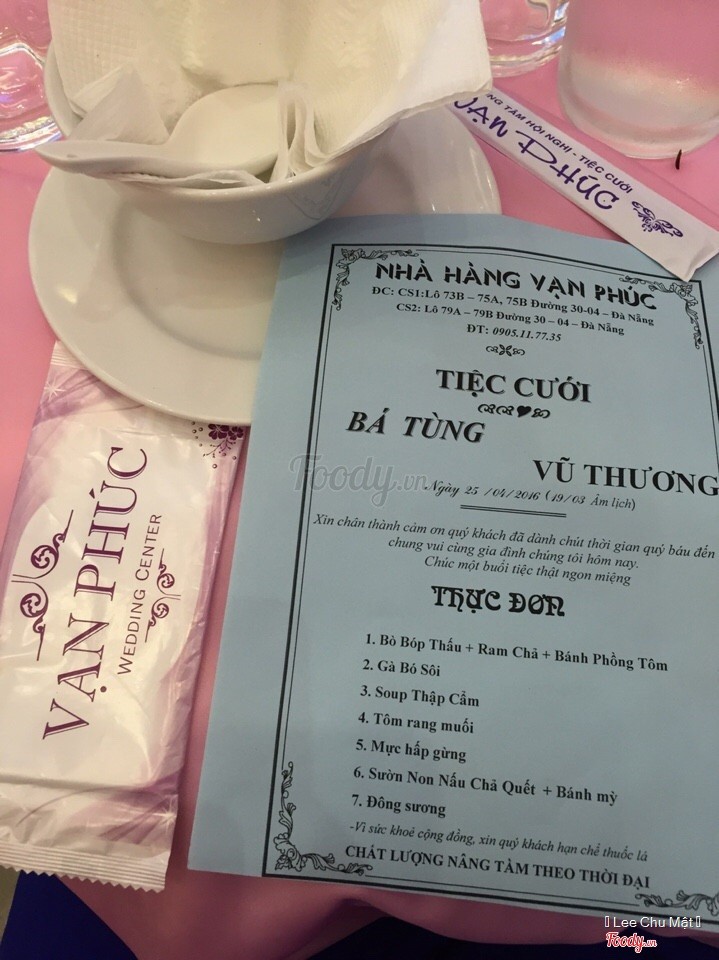 NG TÂM HỘI NGHỊ - TIỆC CƯỚI
VẠN PHÚC
NHÀ HÀNG VẠN PHÚC
ĐC: CS1:Lô 73B – 75A, 75B Đường 30-04 – Đà Nẵng
CS2: Lô 79A – 79B Đường 30 – 04 – Đà Nẵng
ĐT: 0905.11.77.35
TIỆC CƯỚI
BÁ TÙNG
VŨ THƯƠNG
Foody.vn
Ngày 25 /04/2016 (19/03 Âm lịch)
Xin chân thành cảm ơn quý khách đã dành chút thời gian quý báu đến
chung vui cùng gia đình chúng tôi hôm nay.
Chúc một buổi tiệc thật ngon miệng
THỰC ĐƠN
1. Bò Bóp Thấu + Ram Chả + Bánh Phồng Tôm
2. Gà Bó Sôi
3. Soup Thập Cẩm
4. Tôm rang muối
5. Mực hấp gừng
6. Sườn Non Nấu Chả Quết + Bánh mỳ
7. Đông sương
-Vì sức khoẻ cộng đồng, xin quý khách hạn chế thuốc lá
CHẤT LƯỢNG NÂNG TẦM THEO THỜI ĐẠI
VẠN PHÚC
WEDDING CENTER
Lee Chu Mật
Foody.vn